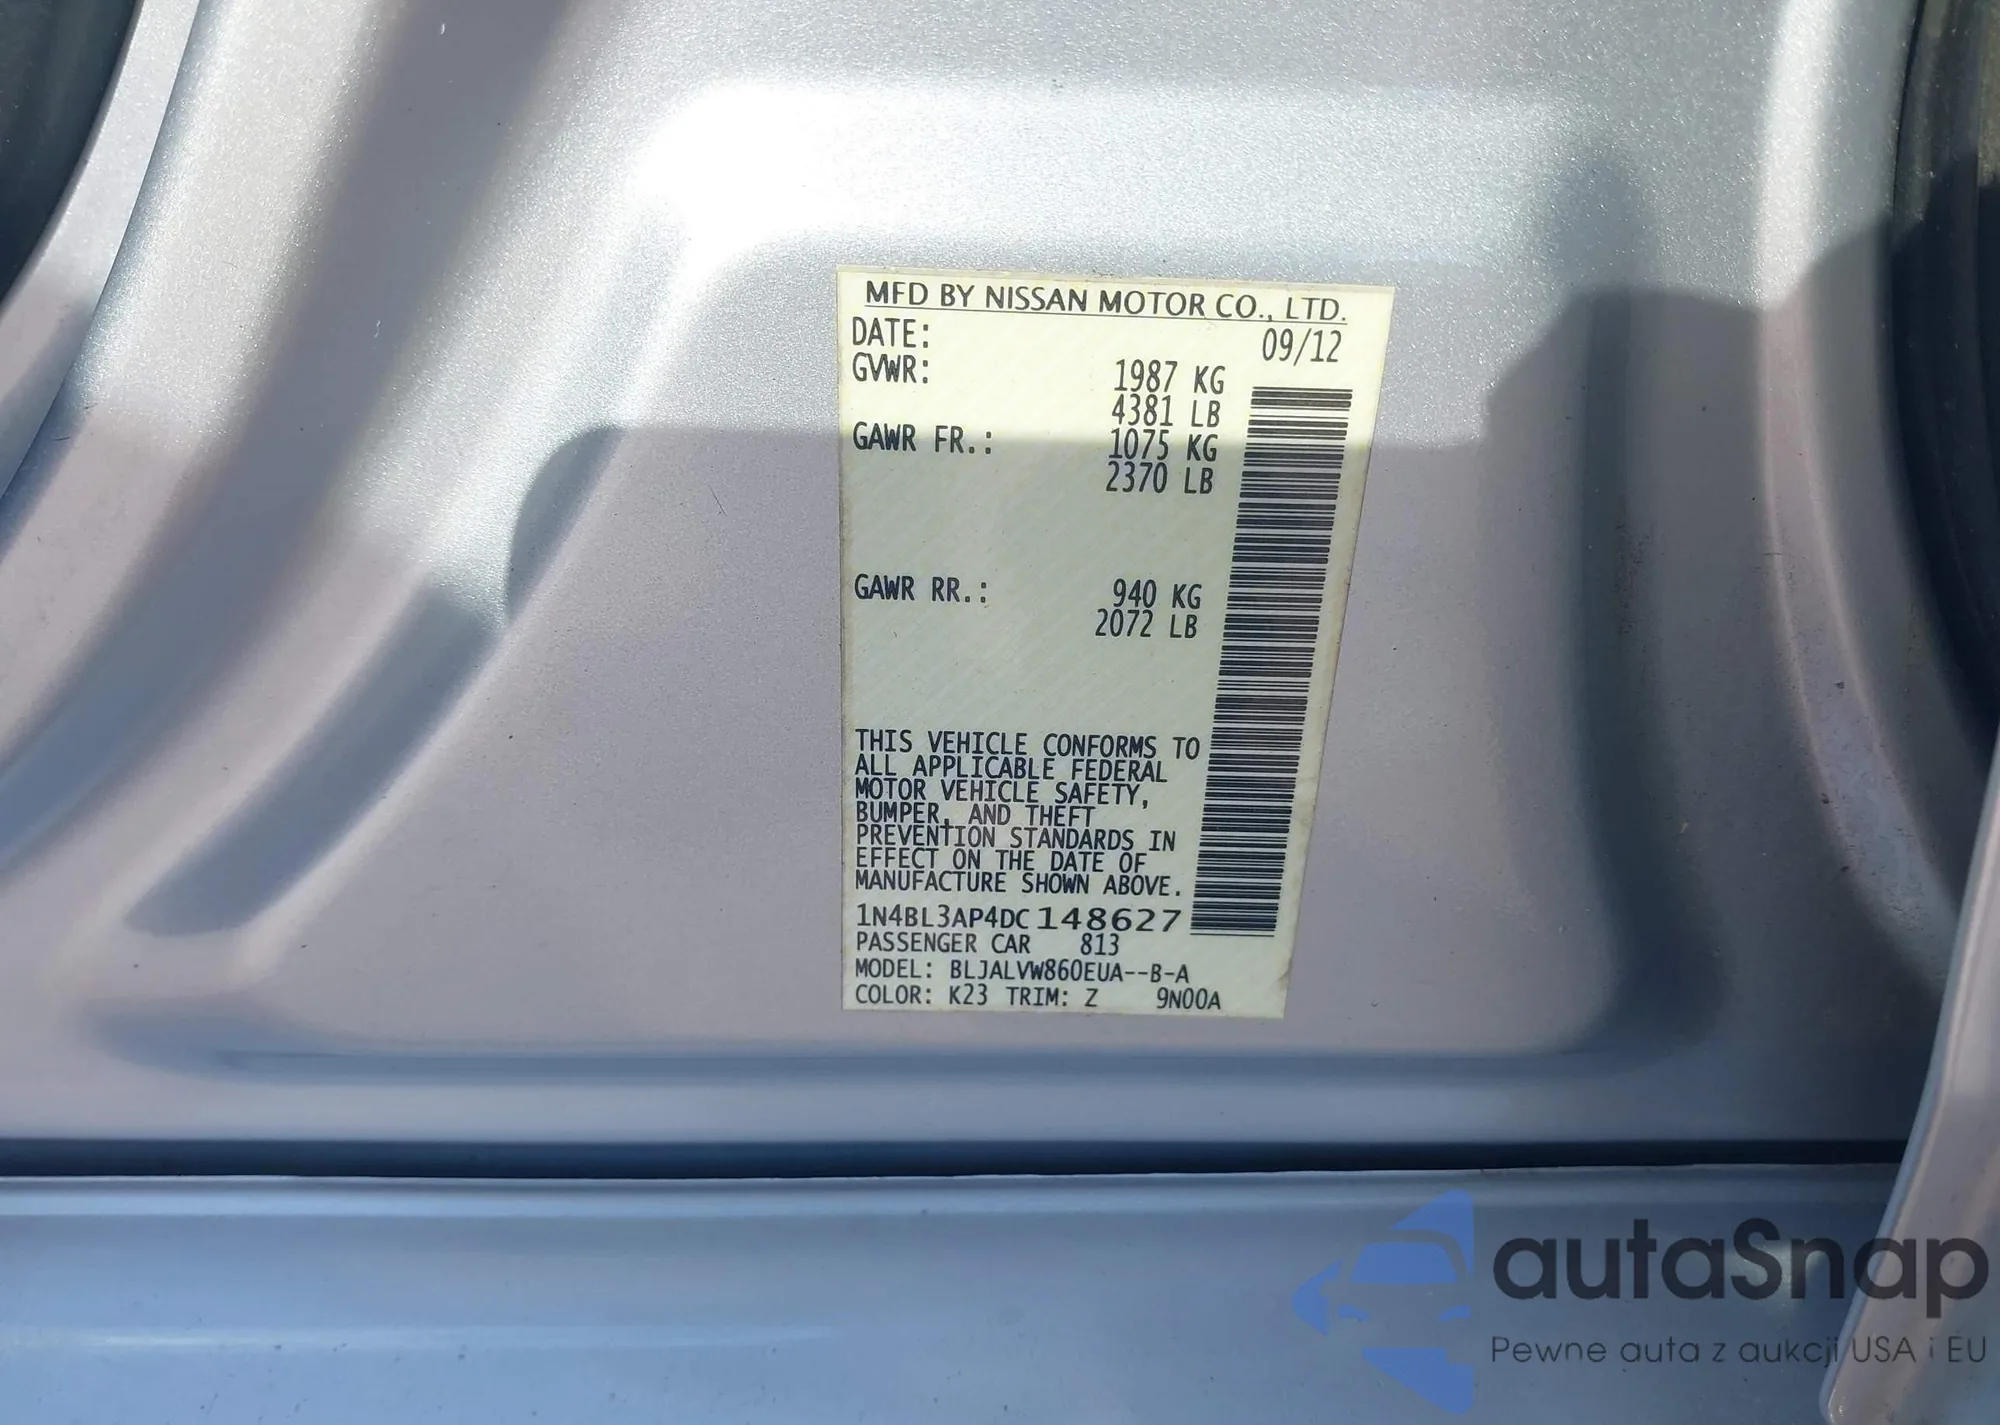 MFD BY NISSAN MOTOR CO., LTD.
DATE: 09/12
GVWR: 1987 KG
4381 LB
GAWR FR.: 1075 KG
2370 LB
GAWR RR.: 940 KG
2072 LB
THIS VEHICLE CONFORMS TO
ALL APPLICABLE FEDERAL
MOTOR VEHICLE SAFETY,
BUMPER, AND THEFT
PREVENTION STANDARDS IN
EFFECT ON THE DATE OF
MANUFACTURE SHOWN ABOVE.
1N4BL3AP4DC148627
PASSENGER CAR 813
MODEL: BLJALVW860EUA--B-A
COLOR: K23 TRIM: Z 9N00A
autaSnap
Pewne auta z aukcji USA i EU